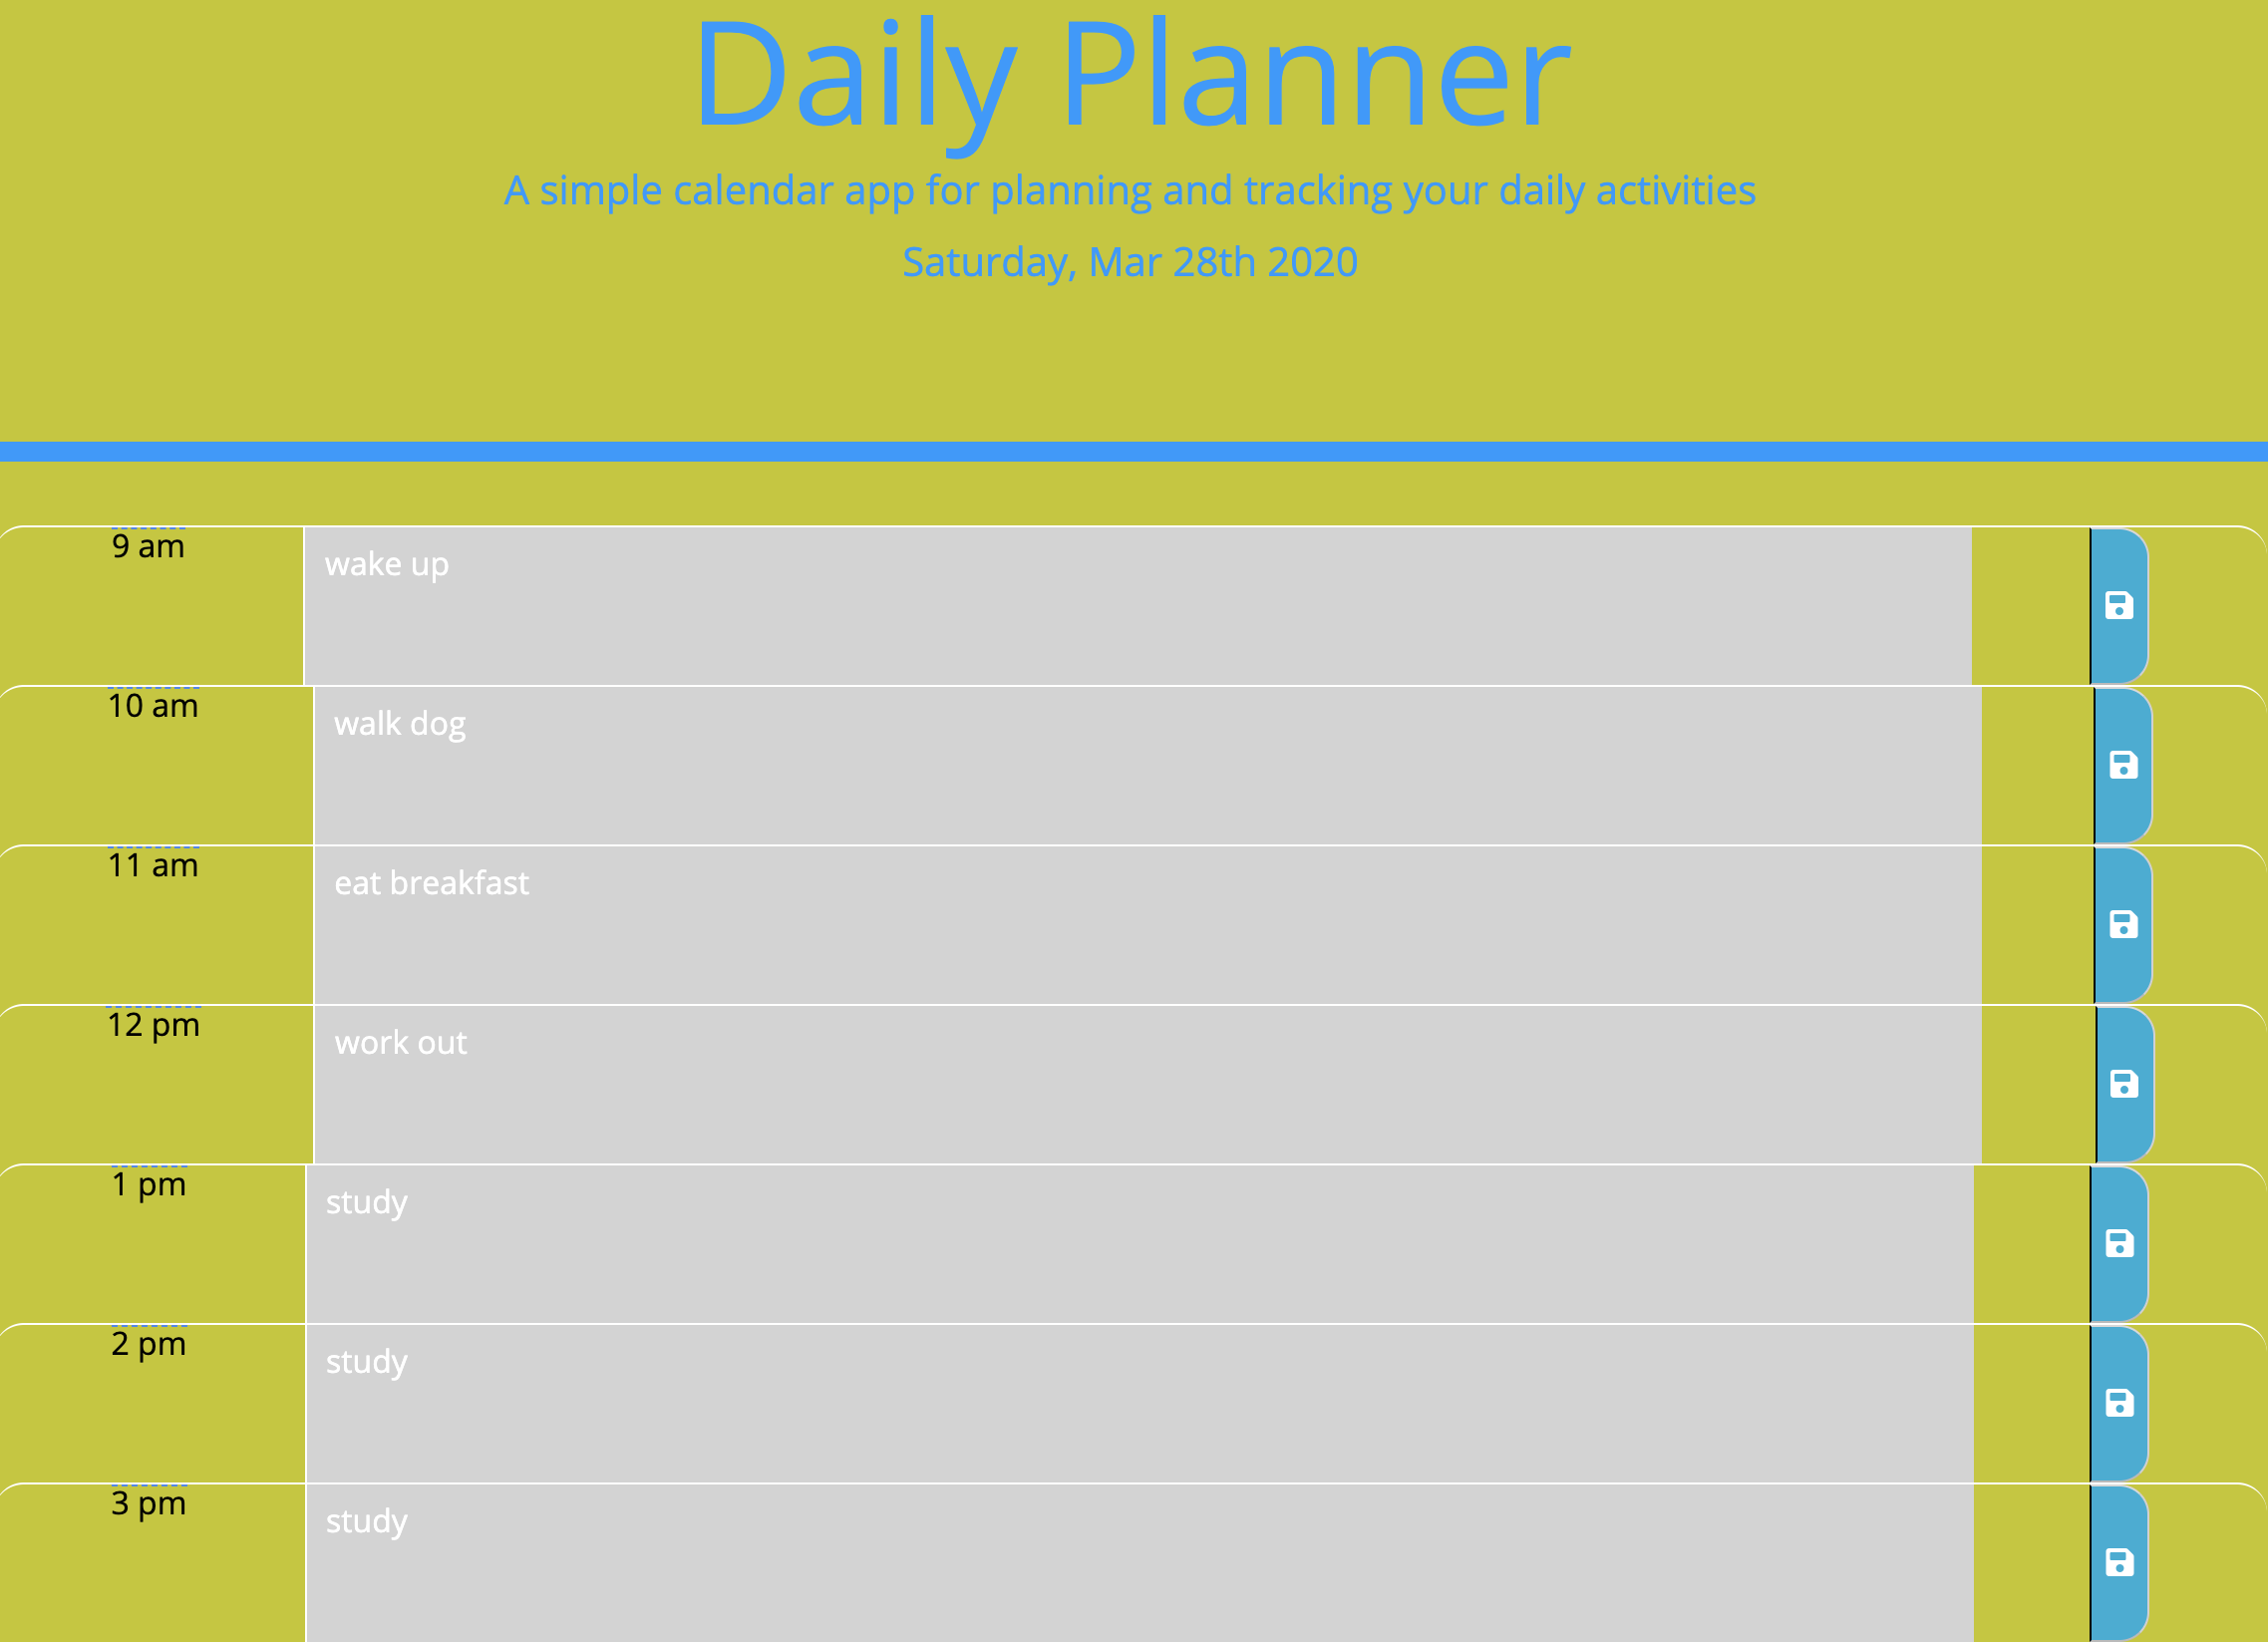 Daily Planner
A simple calendar app for planning and tracking your daily activities
Saturday, Mar 28th 2020
9 am
wake up
10 am
walk dog
11 am
eat breakfast
12 pm
work out
1 pm
study
2 pm
study
3 pm
study